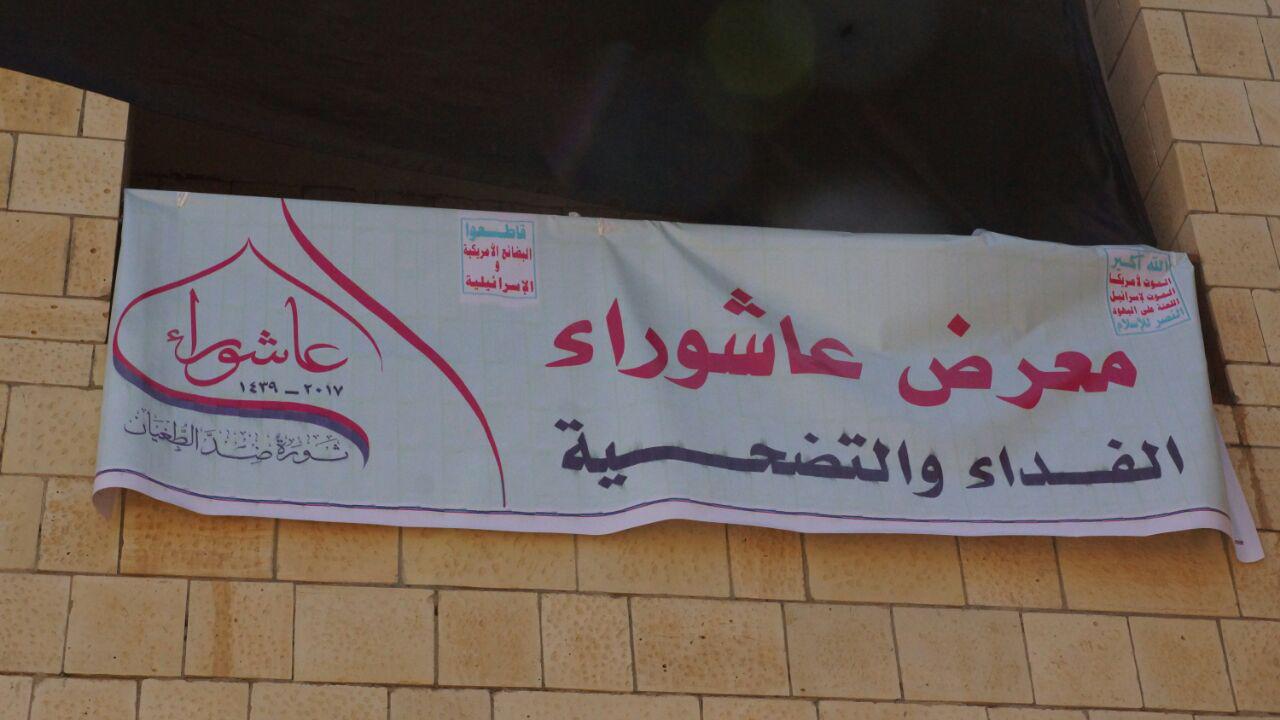 الله أكبر
الموت لأمريكا
الموت لإسرائيل
اللعنة على اليهود
النصر للإسلام
معرض عاشوراء
الفداء والتضحية
قاطعوا
البضائع الأمريكية
و
الإسرائيلية
عاشوراء
٢٠١٧ - ١٤٣٩
ثورة ضد الطغيان